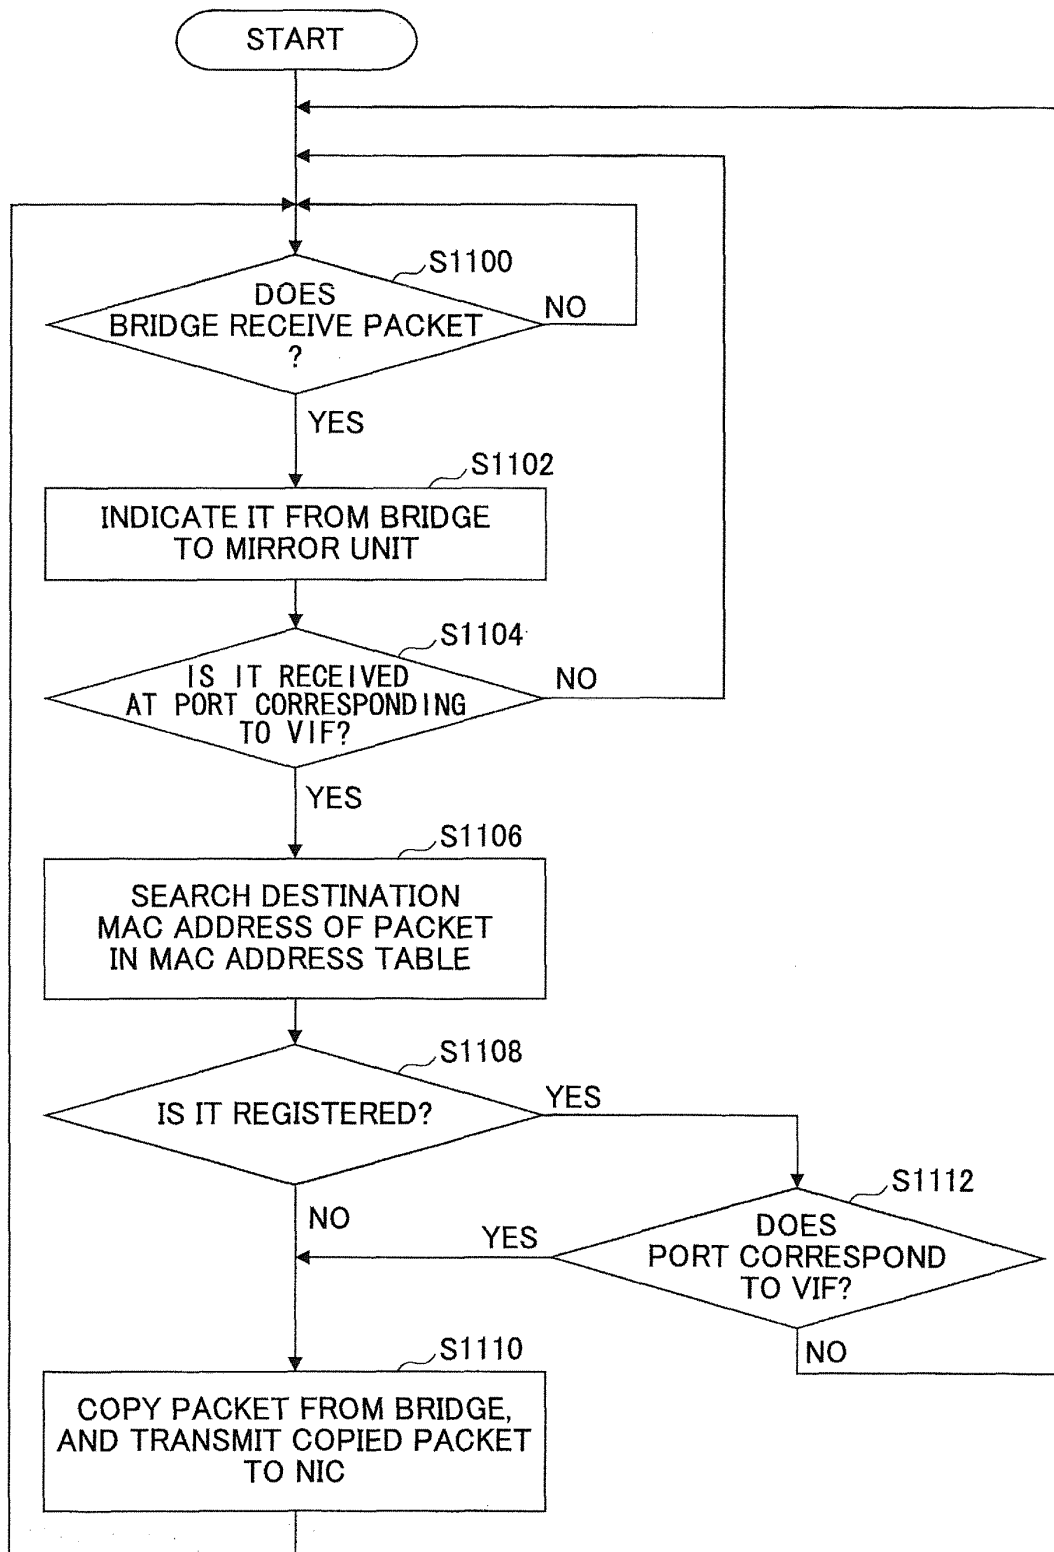 START
S1100
DOES
BRIDGE RECEIVE PACKET
?
NO
YES
S1102
INDICATE IT FROM BRIDGE
TO MIRROR UNIT
S1104
IS IT RECEIVED
AT PORT CORRESPONDING
TO VIF?
NO
YES
S1106
SEARCH DESTINATION
MAC ADDRESS OF PACKET
IN MAC ADDRESS TABLE
S1108
IS IT REGISTERED?
YES
NO
S1112
DOES
PORT CORRESPOND
TO VIF?
YES
NO
S1110
COPY PACKET FROM BRIDGE,
AND TRANSMIT COPIED PACKET
TO NIC